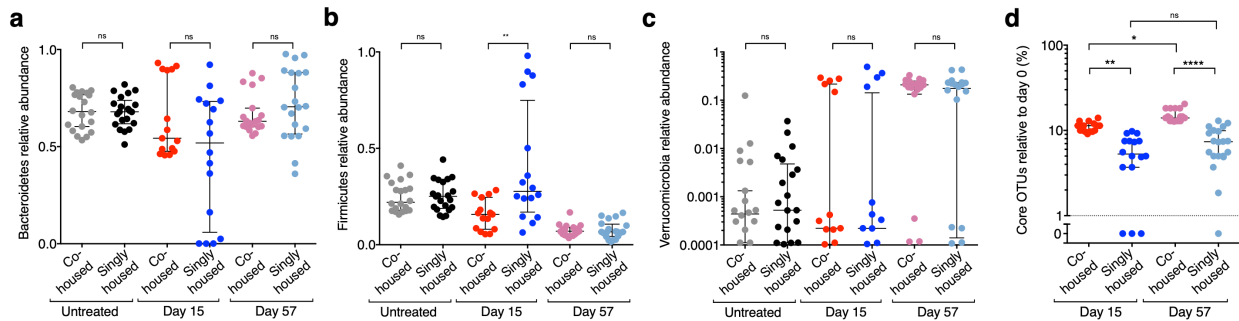 a
Bacteroidetes relative abundance
1.0
0.5
0.0
ns
ns
ns
Co-
housed
Singly
housed
Co-
housed
Singly
housed
Co-
housed
Singly
housed
Untreated
Day 15
Day 57
b
Firmicutes relative abundance
1.0
0.5
0.0
ns
**
ns
Co-
housed
Singly
housed
Co-
housed
Singly
housed
Co-
housed
Singly
housed
Untreated
Day 15
Day 57
c
Verrucomicrobia relative abundance
1
0.1
0.001
0.001
0.0001
ns
ns
ns
Co-
housed
Singly
housed
Co-
housed
Singly
housed
Co-
housed
Singly
housed
Untreated
Day 15
Day 57
d
Core OTUs relative to day 0 (%)
100
10
1
0
ns
*
**
****
Co-
housed
Singly
housed
Co-
housed
Singly
housed
Day 15
Day 57